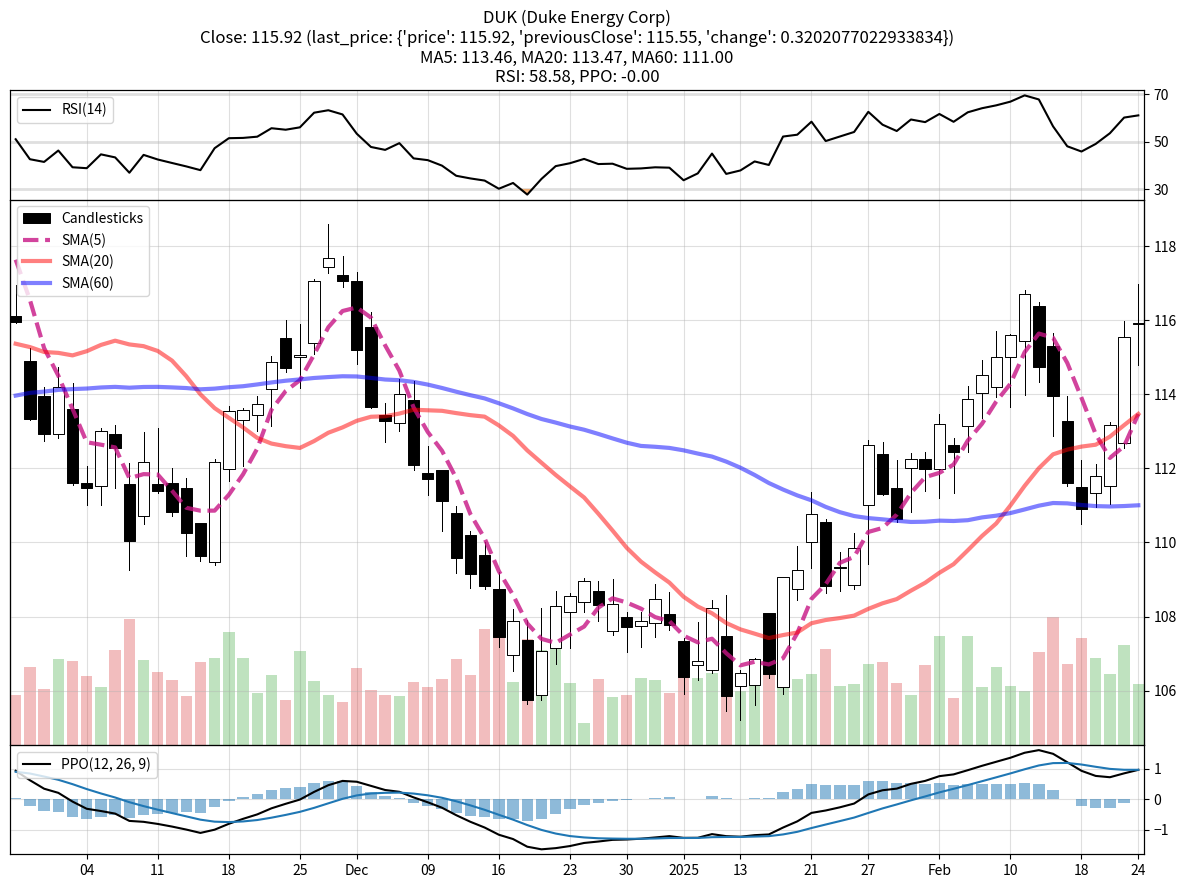 DUK (Duke Energy Corp)
Close: 115.92 (last_price: {'price': 115.92, 'previousClose': 115.55, 'change': 0.3202077022933834})
MA5: 113.46, MA20: 113.47, MA60: 111.00
RSI: 58.58, PPO: -0.00
RSI(14)
70
50
30
Candlesticks
SMA(5)
SMA(20)
SMA(60)
118
116
114
112
110
108
106
PPO(12, 26, 9)
1
0
−1
04 11 18 25 Dec 09 16 23 30 2025 13 21 27 Feb 10 18 24